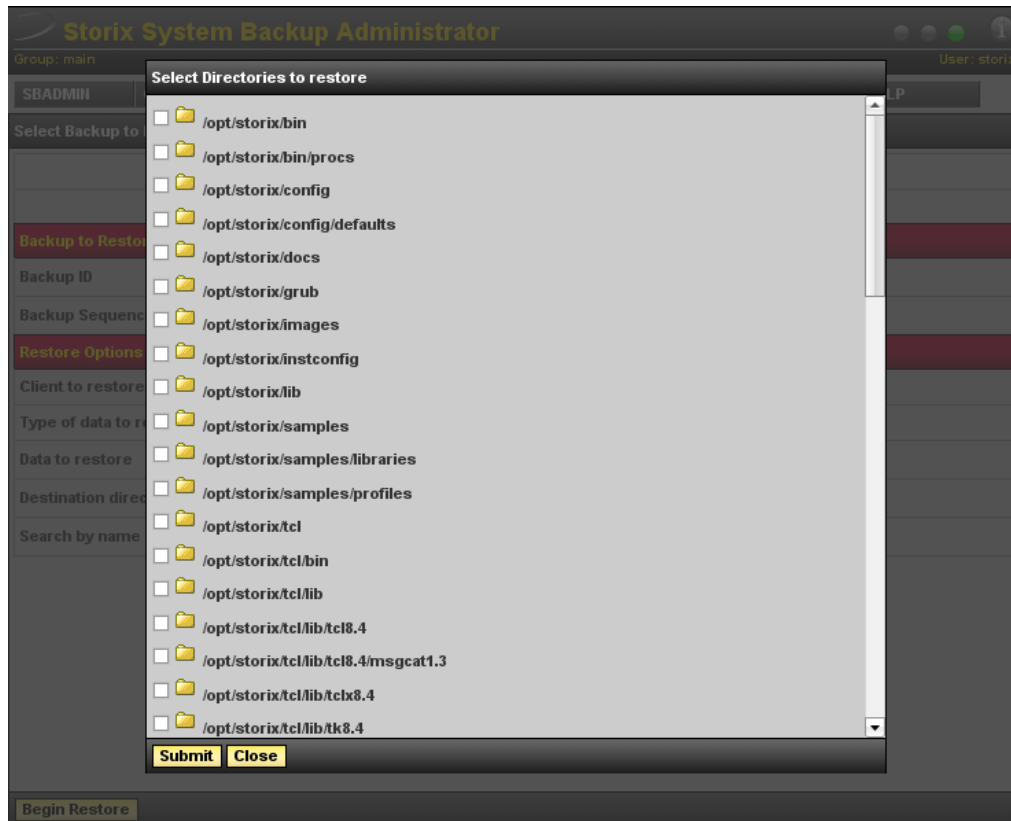 Storix System Backup Administrator
Group: main
User: stori
SBADMIN
LP
Select Backup to
Select Directories to restore
/opt/storix/bin
/opt/storix/bin/procs
/opt/storix/config
/opt/storix/config/defaults
/opt/storix/docs
/opt/storix/grub
/opt/storix/images
/opt/storix/instconfig
/opt/storix/lib
/opt/storix/samples
/opt/storix/samples/libraries
/opt/storix/samples/profiles
/opt/storix/tcl
/opt/storix/tcl/bin
/opt/storix/tcl/lib
/opt/storix/tcl/lib/tcl8.4
/opt/storix/tcl/lib/tcl8.4/msgcat1.3
/opt/storix/tcl/lib/tclx8.4
/opt/storix/tcl/lib/tk8.4
Submit Close
Backup to Resto
Backup ID
Backup Sequenc
Restore Options
Client to restore
Type of data to r
Data to restore
Destination direc
Search by name
Begin Restore